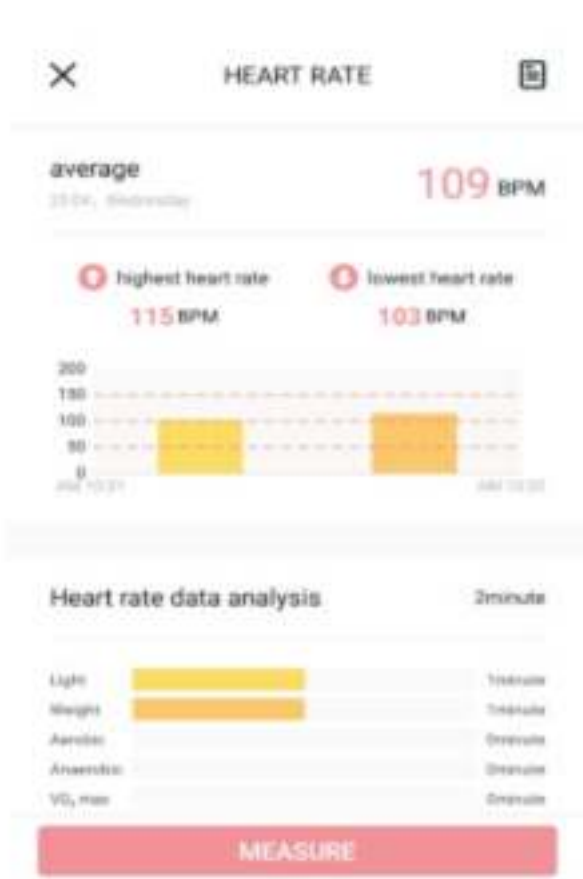 HEART RATE
average
109 BPM
Wednesday
highest heart rate
lowest heart rate
115 BPM
103 BPM
200
150
100
50
0
Heart rate data analysis
2minute
Light
1minute
Weight
1minute
Aerobic
0minute
Anaerobic
0minute
VO₂ max
0minute
MEASURE